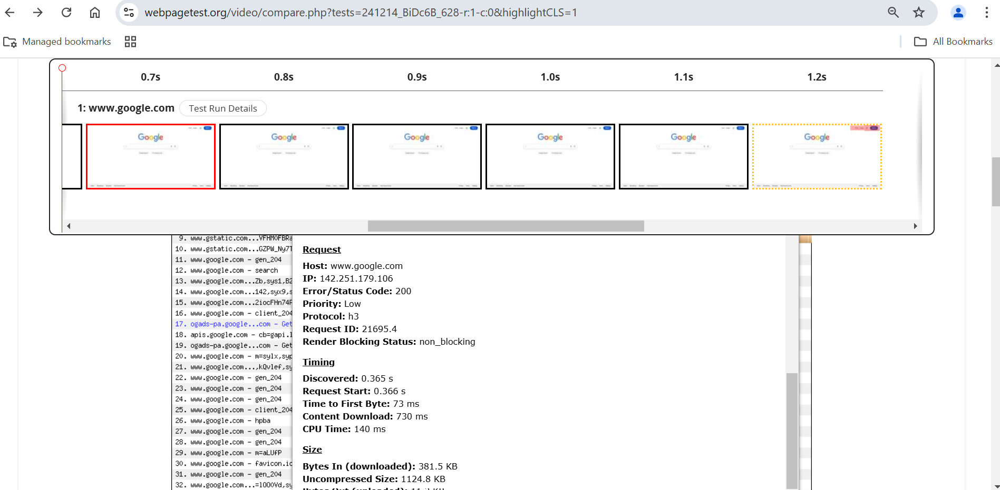 webpagetest.org/video/compare.php?tests=241214_BiDc6B_628-r:1-c:0&highlightCLS=1
Managed bookmarks
All Bookmarks
0.7s 0.8s 0.9s 1.0s 1.1s 1.2s
1: www.google.com Test Run Details
Google Google Google Google Google Google
9. www.gstatic.com...VFHMOFBRa
10. www.gstatic.com...GZPW_Ny7T
11. www.google.com - gen_204
12. www.google.com - search
13. www.google.com...Zb,sys1,B2
14. www.google.com...142,syx9,s
15. www.google.com...2iocFHn74P
16. www.google.com - client_204
17. ogads-pa.google...com - Get
18. apis.google.com - cb=gapi.l
19. ogads-pa.google...com - Get
20. www.google.com - m=sylx,syp
21. www.google.com...,kQvlef,sy
22. www.google.com - gen_204
23. www.google.com - gen_204
24. www.google.com - gen_204
25. www.google.com - client_204
26. www.google.com - hpba
27. www.google.com - gen_204
28. www.google.com - gen_204
29. www.google.com - m=aLUfP
30. www.google.com - favicon.ic
31. www.google.com - gen_204
32. www.google.com...=lOOOVd,sy
Request
Host: www.google.com
IP: 142.251.179.106
Error/Status Code: 200
Priority: Low
Protocol: h3
Request ID: 21695.4
Render Blocking Status: non_blocking
Timing
Discovered: 0.365 s
Request Start: 0.366 s
Time to First Byte: 73 ms
Content Download: 730 ms
CPU Time: 140 ms
Size
Bytes In (downloaded): 381.5 KB
Uncompressed Size: 1124.8 KB